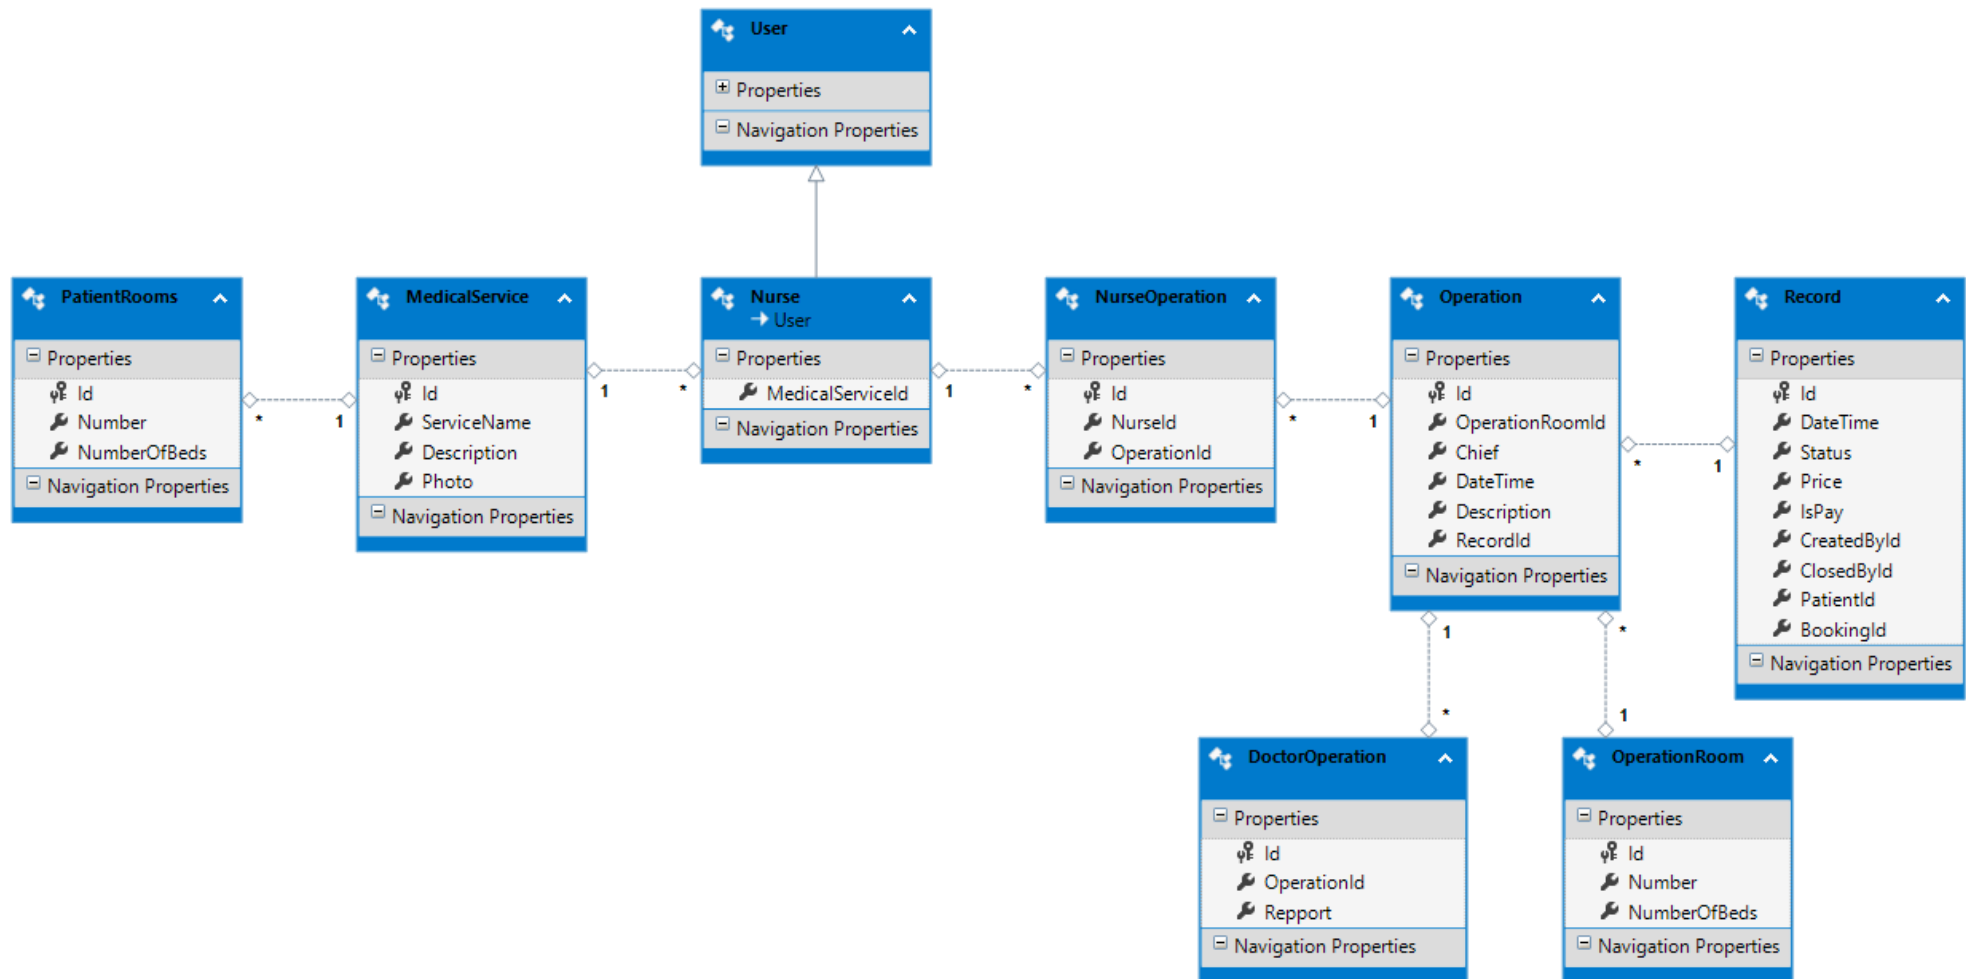 User
Properties
Navigation Properties
PatientRooms
Properties
Id
Number
NumberOfBeds
Navigation Properties
* 1
MedicalService
Properties
Id
ServiceName
Description
Photo
Navigation Properties
1 *
Nurse
User
Properties
MedicalServiceId
Navigation Properties
1 *
NurseOperation
Properties
Id
NurseId
OperationId
Navigation Properties
* 1
Operation
Properties
Id
OperationRoomId
Chief
DateTime
Description
RecordId
Navigation Properties
* 1
Record
Properties
Id
DateTime
Status
Price
IsPay
CreatedById
ClosedById
PatientId
BookingId
Navigation Properties
1
*
*
1
DoctorOperation
Properties
Id
OperationId
Repport
Navigation Properties
OperationRoom
Properties
Id
Number
NumberOfBeds
Navigation Properties